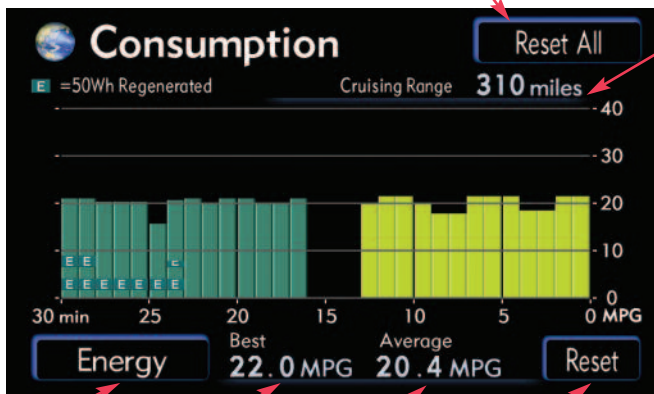 Consumption
Reset All
E =50Wh Regenerated
Cruising Range 310 miles
40
30
20
10
0
E E E
E E E E E E E
30 min 25 20 15 10 5 0 MPG
Energy
Best
22.0 MPG
Average
20.4 MPG
Reset